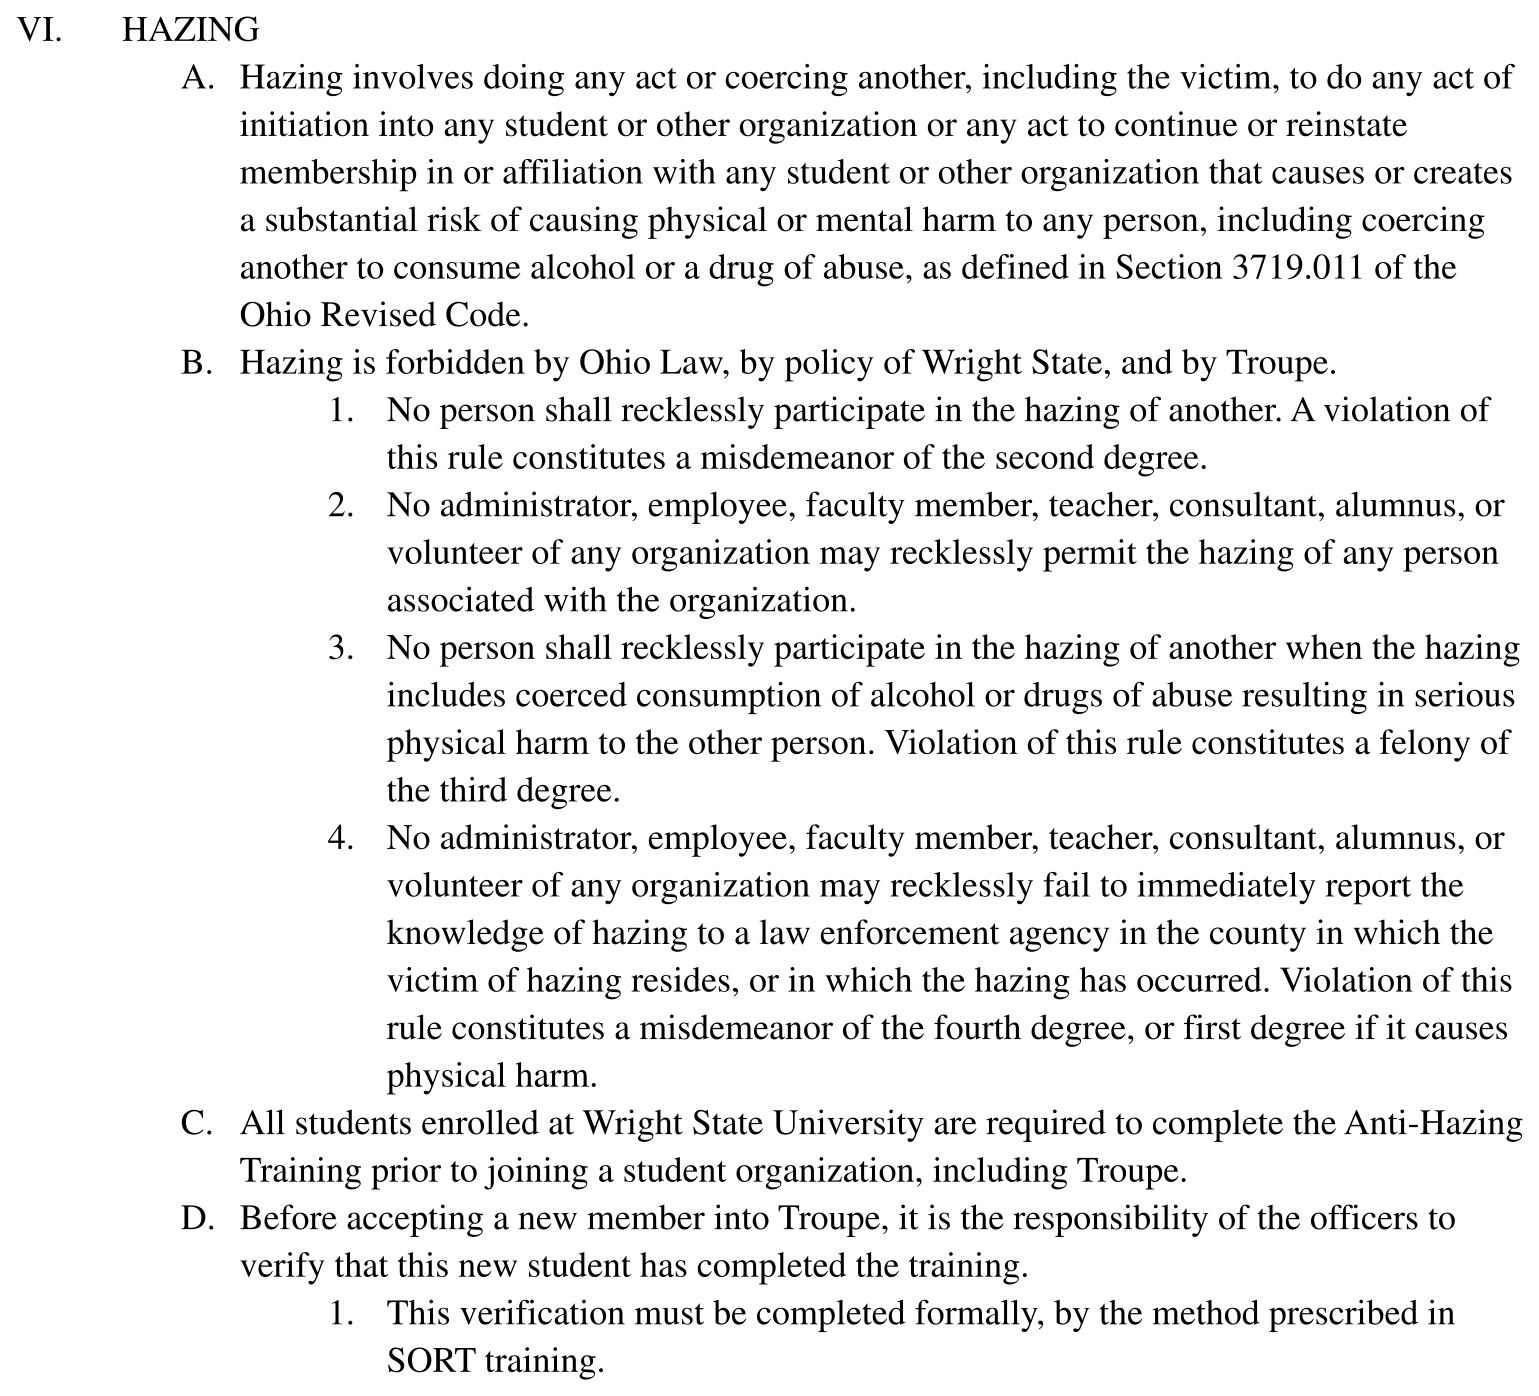 VI. HAZING
A. Hazing involves doing any act or coercing another, including the victim, to do any act of
initiation into any student or other organization or any act to continue or reinstate
membership in or affiliation with any student or other organization that causes or creates
a substantial risk of causing physical or mental harm to any person, including coercing
another to consume alcohol or a drug of abuse, as defined in Section 3719.011 of the
Ohio Revised Code.
B. Hazing is forbidden by Ohio Law, by policy of Wright State, and by Troupe.
1. No person shall recklessly participate in the hazing of another. A violation of
this rule constitutes a misdemeanor of the second degree.
2. No administrator, employee, faculty member, teacher, consultant, alumnus, or
volunteer of any organization may recklessly permit the hazing of any person
associated with the organization.
3. No person shall recklessly participate in the hazing of another when the hazing
includes coerced consumption of alcohol or drugs of abuse resulting in serious
physical harm to the other person. Violation of this rule constitutes a felony of
the third degree.
4. No administrator, employee, faculty member, teacher, consultant, alumnus, or
volunteer of any organization may recklessly fail to immediately report the
knowledge of hazing to a law enforcement agency in the county in which the
victim of hazing resides, or in which the hazing has occurred. Violation of this
rule constitutes a misdemeanor of the fourth degree, or first degree if it causes
physical harm.
C. All students enrolled at Wright State University are required to complete the Anti-Hazing
Training prior to joining a student organization, including Troupe.
D. Before accepting a new member into Troupe, it is the responsibility of the officers to
verify that this new student has completed the training.
1. This verification must be completed formally, by the method prescribed in
SORT training.